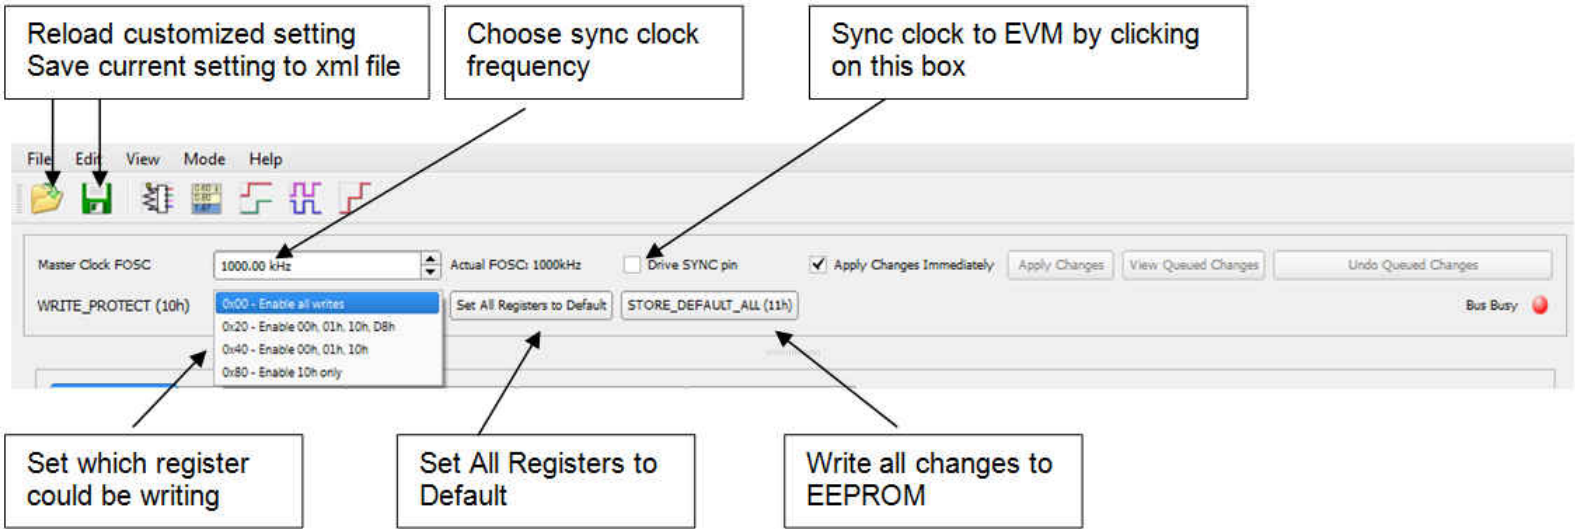 Reload customized setting
Save current setting to xml file
Choose sync clock
frequency
Sync clock to EVM by clicking
on this box
File Edit View Mode Help
Master Clock FOSC 1000.00 kHz Actual FOSC: 1000kHz Drive SYNC pin Apply Changes Immediately Apply Changes View Queued Changes Undo Queued Changes
WRITE_PROTECT (10h) 0x00 - Enable all writes Set All Registers to Default STORE_DEFAULT_ALL (11h) Bus Busy
0x20 - Enable 00h, 01h, 10h, D8h
0x40 - Enable 00h, 01h, 10h
0x80 - Enable 10h only
Set which register
could be writing
Set All Registers to
Default
Write all changes to
EEPROM